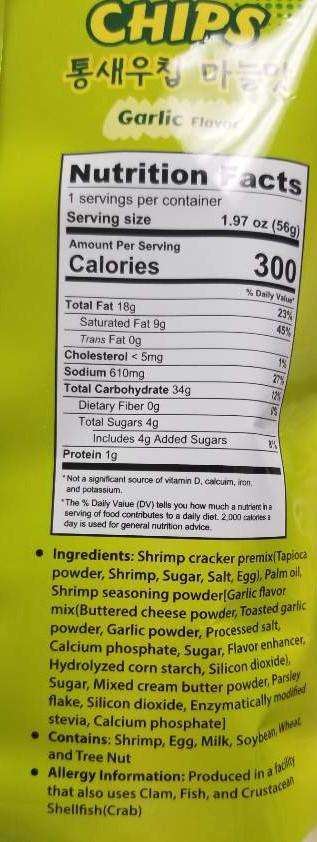 CHIPS
통새우칩 마늘맛
Garlic Flavor
Nutrition Facts
1 servings per container
Serving size 1.97 oz (56g)
Amount Per Serving
Calories 300
% Daily Value*
Total Fat 18g 23%
Saturated Fat 9g 45%
Trans Fat 0g
Cholesterol < 5mg 1%
Sodium 610mg 27%
Total Carbohydrate 34g 12%
Dietary Fiber 0g 0%
Total Sugars 4g
Includes 4g Added Sugars 8%
Protein 1g
*Not a significant source of vitamin D, calcuim, iron,
and potassium.
*The % Daily Value (DV) tells you how much a nutrient in a
serving of food contributes to a daily diet. 2,000 calories a
day is used for general nutrition advice.
● Ingredients: Shrimp cracker premix(Tapioca
powder, Shrimp, Sugar, Salt, Egg), Palm oil,
Shrimp seasoning powder[Garlic flavor
mix(Buttered cheese powder, Toasted garlic
powder, Garlic powder, Processed salt,
Calcium phosphate, Sugar, Flavor enhancer,
Hydrolyzed corn starch, Silicon dioxide),
Sugar, Mixed cream butter powder, Parsley
flake, Silicon dioxide, Enzymatically modified
stevia, Calcium phosphate]
● Contains: Shrimp, Egg, Milk, Soybean, Wheat,
and Tree Nut
● Allergy Information: Produced in a facility
that also uses Clam, Fish, and Crustacean
Shellfish(Crab)